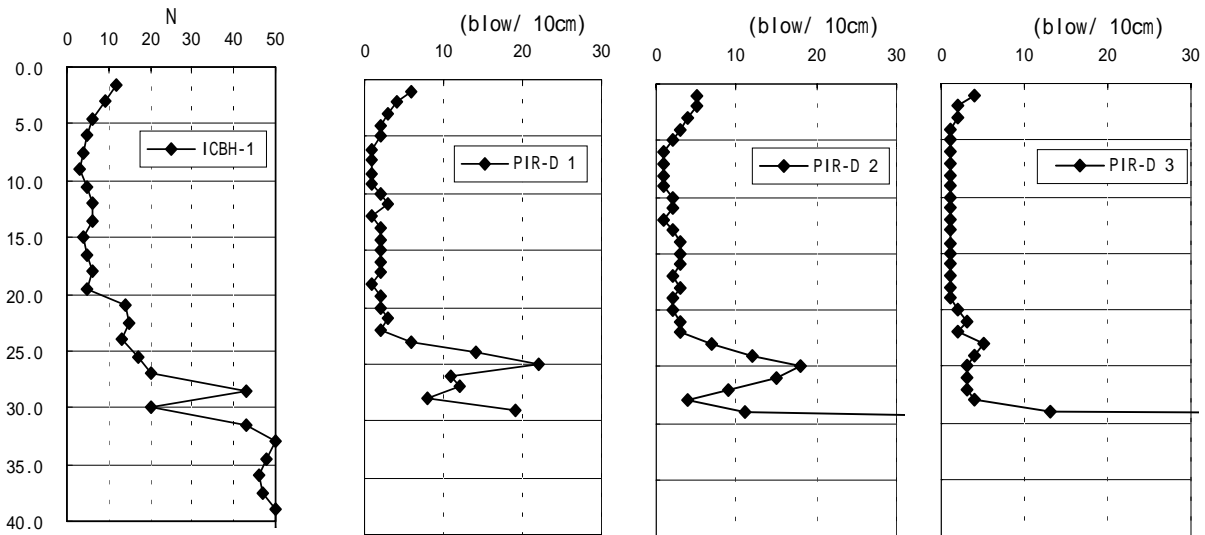 N
0 10 20 30 40 50
0.0
5.0
10.0
15.0
20.0
25.0
30.0
35.0
40.0
ICBH-1
(blow/ 10cm)
0 10 20 30
PIR-D 1
(blow/ 10cm)
0 10 20 30
PIR-D 2
(blow/ 10cm)
0 10 20 30
PIR-D 3